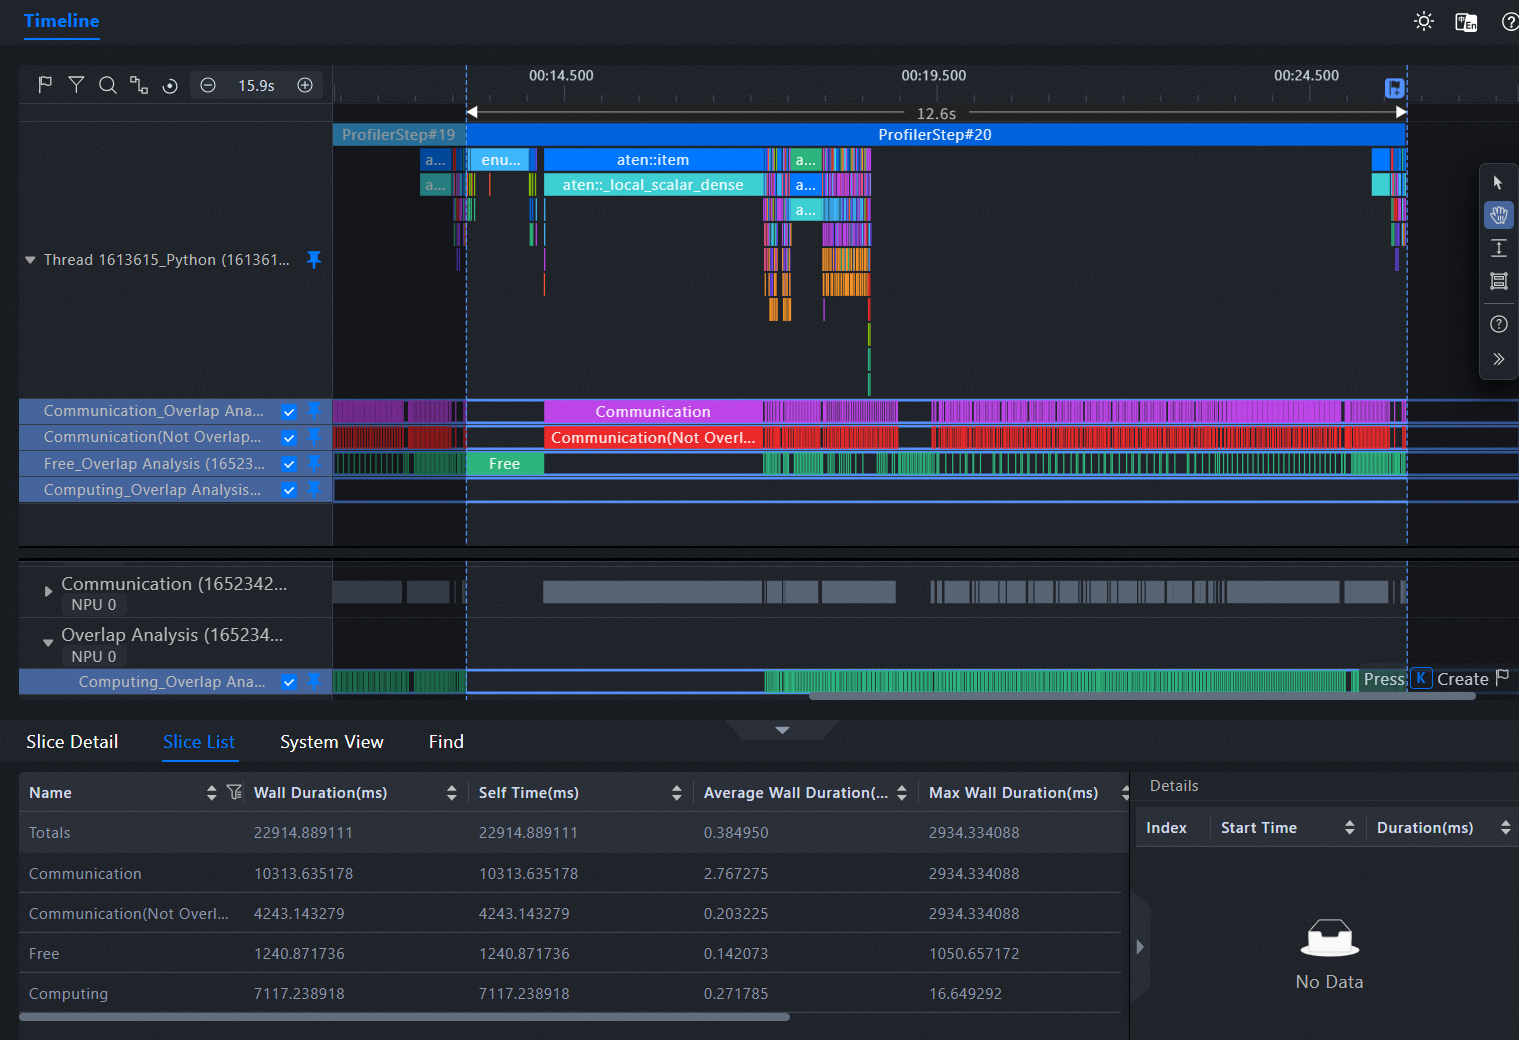 Timeline
15.9s
00:14.500
00:19.500
00:24.500
12.6s
ProfilerStep#19
ProfilerStep#20
a...
enu...
aten::item
a...
a...
aten::_local_scalar_dense
a...
a...
Thread 1613615_Python (161361...
Communication_Overlap Ana...
Communication
Communication(Not Overlap...
Communication(Not Overl...
Free_Overlap Analysis (16523...
Free
Computing_Overlap Analysis...
Communication (1652342...
NPU 0
Overlap Analysis (165234...
NPU 0
Computing_Overlap Ana...
Press K Create
Slice Detail
Slice List
System View
Find
Name
Wall Duration(ms)
Self Time(ms)
Average Wall Duration(...
Max Wall Duration(ms)
Totals
22914.889111
22914.889111
0.384950
2934.334088
Communication
10313.635178
10313.635178
2.767275
2934.334088
Communication(Not Overl...
4243.143279
4243.143279
0.203225
2934.334088
Free
1240.871736
1240.871736
0.142073
1050.657172
Computing
7117.238918
7117.238918
0.271785
16.649292
Details
Index
Start Time
Duration(ms)
No Data